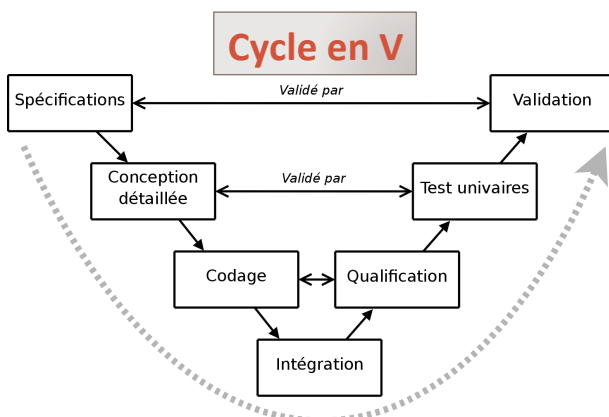 Cycle en V
Validé par
Spécifications
Validation
Validé par
Conception
détaillée
Test univaires
Codage
Qualification
Intégration